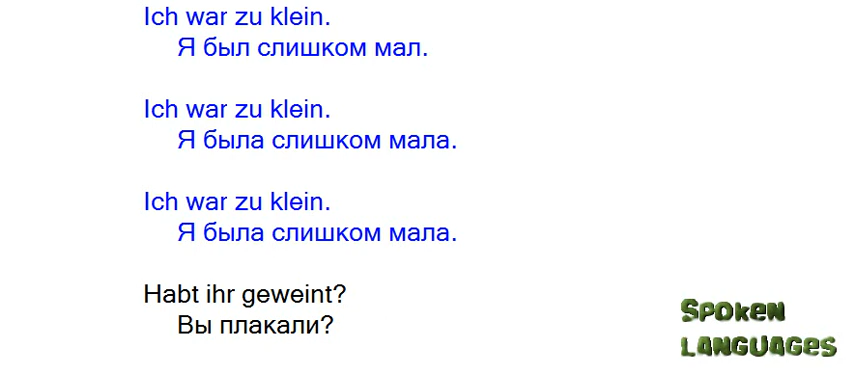 Ich war zu klein.
Я был слишком мал.
Ich war zu klein.
Я была слишком мала.
Ich war zu klein.
Я была слишком мала.
Habt ihr geweint?
Вы плакали?
Spoken
Languages